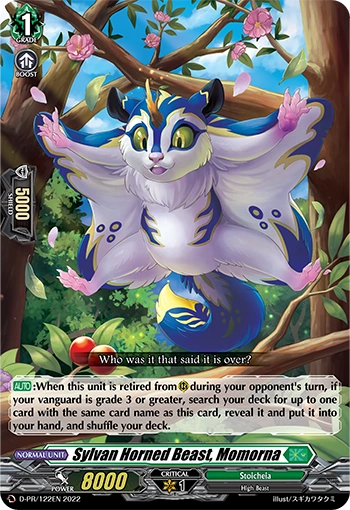 1
GRADE
BOOST
5000
SHIELD
Who was it that said it is over?
AUTO :When this unit is retired from during your opponent's turn, if
your vanguard is grade 3 or greater, search your deck for up to one
card with the same card name as this card, reveal it and put it into
your hand, and shuffle your deck.
NORMAL UNIT Sylvan Horned Beast, Momorna
POWER 8000 CRITICAL 1 Stoicheia
High Beast
D-PR/122EN 2022 illust/スギカワタクミ